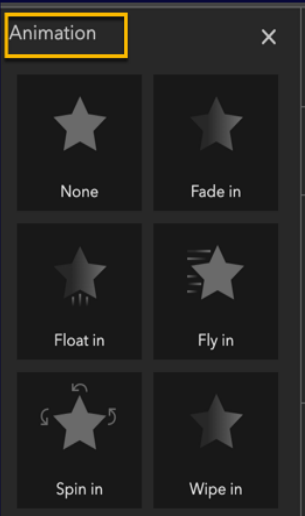 Animation
None
Fade in
Float in
Fly in
Spin in
Wipe in